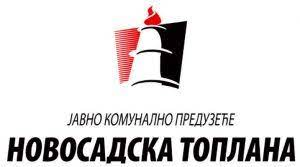 ЈАВНО КОМУНАЛНО ПРЕДУЗЕЋЕ
НОВОСАДСКА ТОПЛАНА